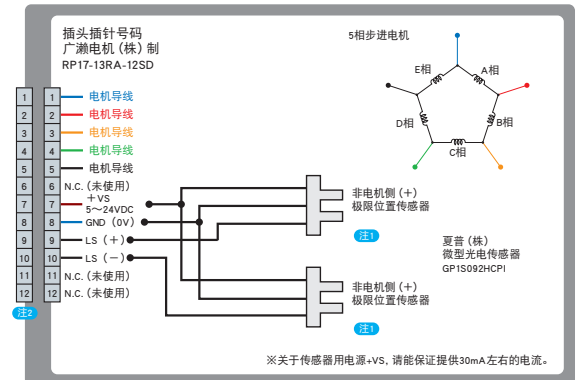 插头插针号码
广濑电机（株）制
RP17-13RA-12SD
5相步进电机
E相
A相
D相
B相
C相
1 1 电机导线
2 2 电机导线
3 3 电机导线
4 4 电机导线
5 5 电机导线
6 6 N.C.（未使用）
7 7 ＋VS
5～24VDC
8 8 GND（0V）
9 9 LS（＋）
10 10 LS（－）
11 11 N.C.（未使用）
12 12 N.C.（未使用）
注2
非电机侧（+）
极限位置传感器
注1
夏普（株）
微型光电传感器
GP1S092HCPI
非电机侧（+）
极限位置传感器
注1
※关于传感器用电源+VS，请能保证提供30mA左右的电流。